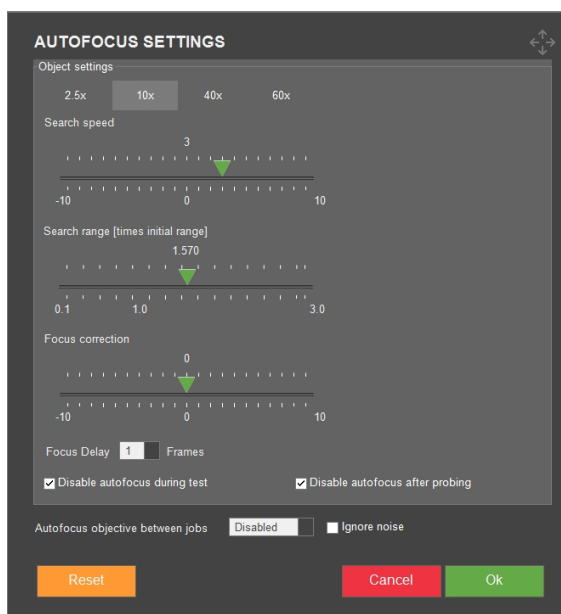 AUTOFOCUS SETTINGS
Object settings
2.5x 10x 40x 60x
Search speed
3
-10 0 10
Search range [times initial range]
1.570
0.1 1.0 3.0
Focus correction
0
-10 0 10
Focus Delay 1 Frames
Disable autofocus during test Disable autofocus after probing
Autofocus objective between jobs Disabled Ignore noise
Reset Cancel Ok